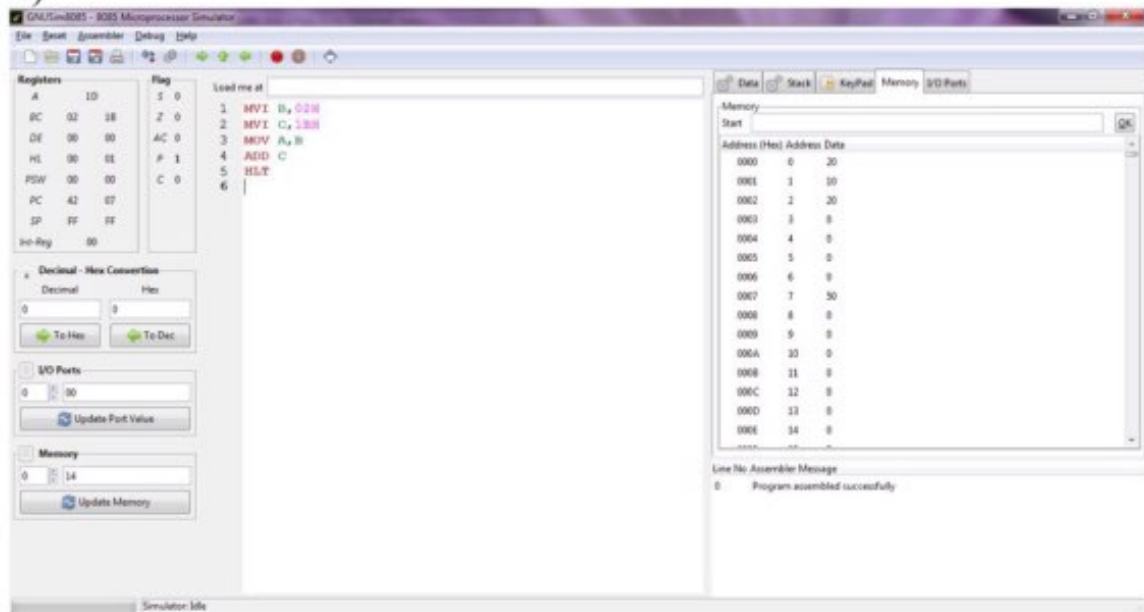 GNUSim8085 - 8085 Microprocessor Simulator
File Reset Assembler Debug Help
Registers
A 1D
BC 02 1B
DE 00 00
HL 00 01
PSW 00 00
PC 42 07
SP FF FF
Int-Reg 00
Flag
S 0
Z 0
AC 0
P 1
C 0
Decimal - Hex Convertion
Decimal Hex
0 0
To Hex To Dec
I/O Ports
0 00
Update Port Value
Memory
0 14
Update Memory
Load me at
1 MVI B,02H
2 MVI C,1BH
3 MOV A,B
4 ADD C
5 HLT
6
Data Stack KeyPad Memory I/O Ports
Memory
Start OK
Address (Hex) Address Data
0000 0 20
0001 1 10
0002 2 20
0003 3 0
0004 4 0
0005 5 0
0006 6 0
0007 7 50
0008 8 0
0009 9 0
000A 10 0
000B 11 0
000C 12 0
000D 13 0
000E 14 0
Line No Assembler Message
0 Program assembled successfully
Simulator: Idle